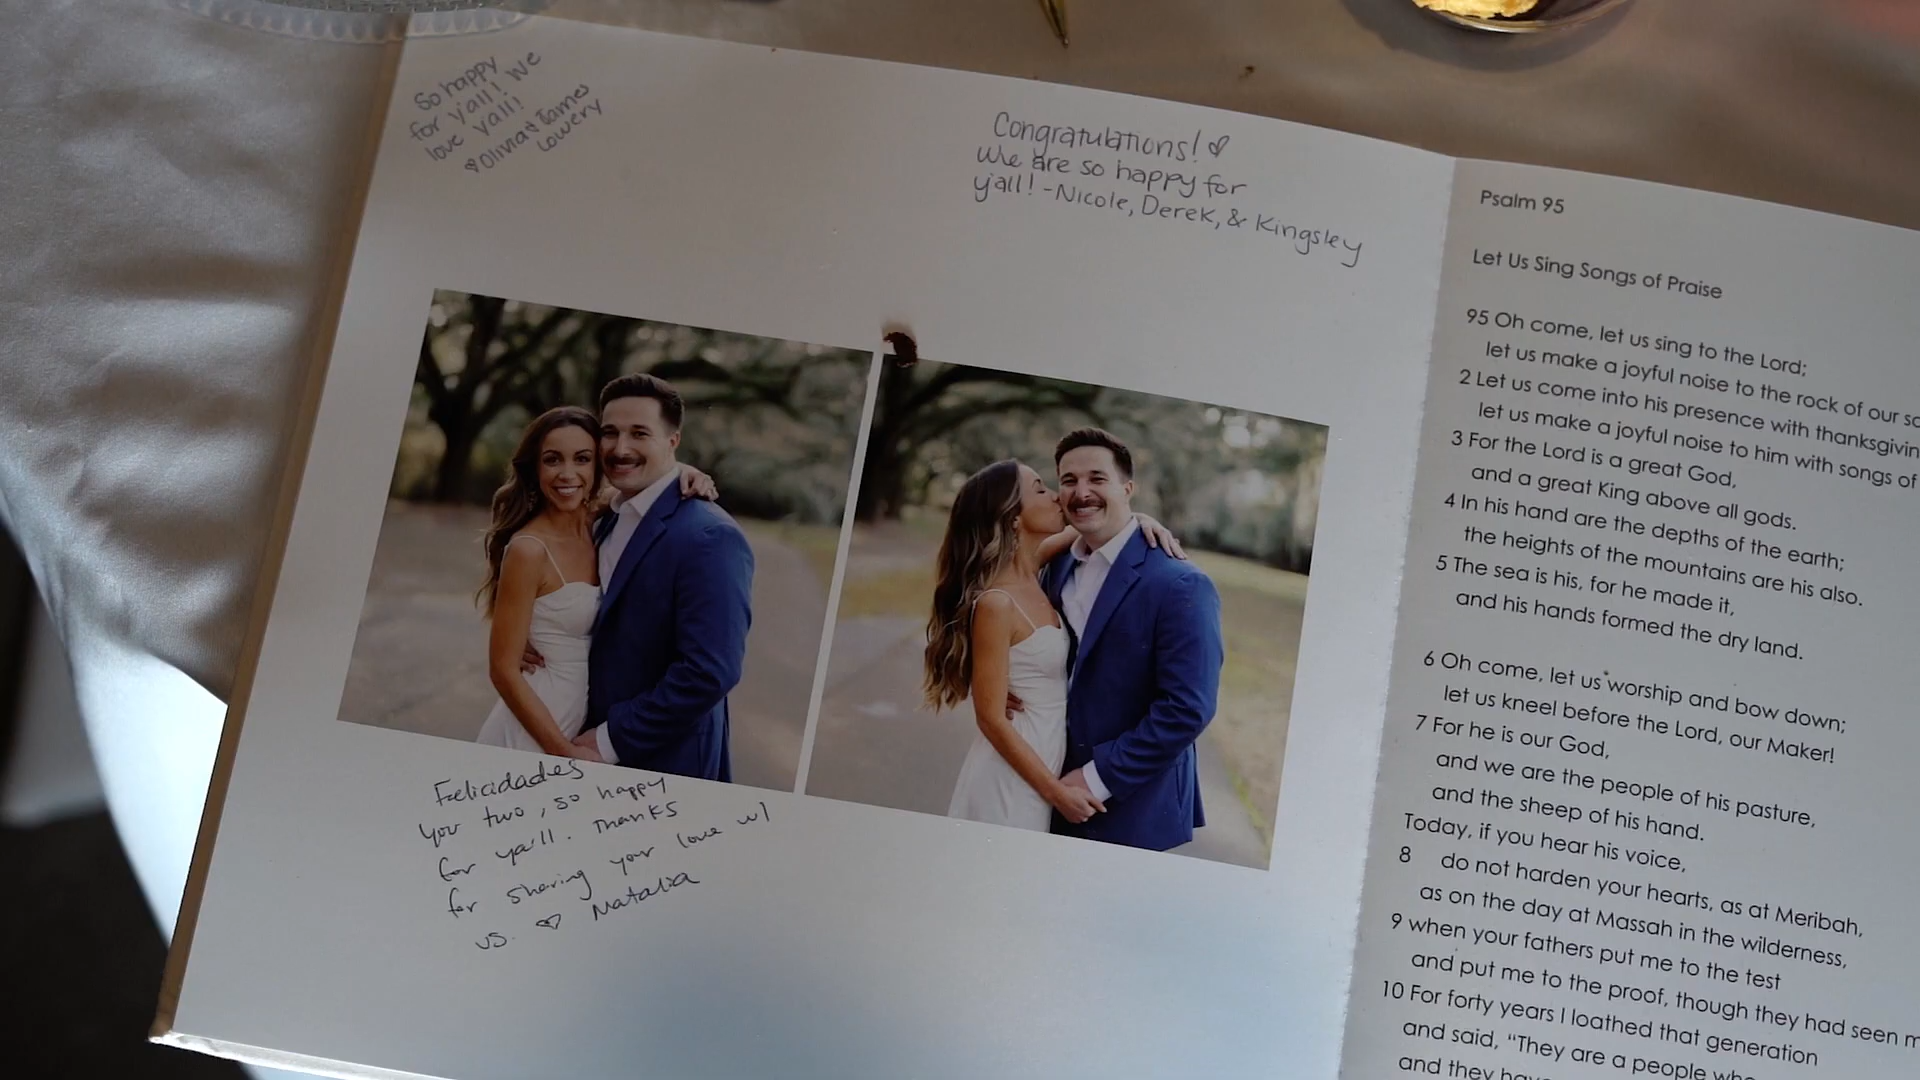 So happy
for y'all! We
love y'all!
Olivia & James
Lowery
Congratulations!
We are so happy for
y'all! -Nicole, Derek, & Kingsley
Felicidades
you two, so happy
for ya'll. Thanks
for sharing your love w/
us. Natalia
Psalm 95
Let Us Sing Songs of Praise
95 Oh come, let us sing to the Lord;
let us make a joyful noise to the rock of our
2 Let us come into his presence with
let us make a joyful noise to him with songs of
3 For the Lord is a great God,
and a great King above all gods.
4 In his hand are the depths of the earth;
the heights of the mountains are his also.
5 The sea is his, for he made it,
and his hands formed the dry land.
6 Oh come, let us worship and bow down;
let us kneel before the Lord, our Maker!
7 For he is our God,
and we are the people of his pasture,
and the sheep of his hand.
Today, if you hear his voice,
8 do not harden your hearts, as at Meribah,
as on the day at Massah in the wilderness,
9 when your fathers put me to the test
and put me to the proof, though they had seen
10 For forty years I loathed that generation
and said, "They are a people
and they